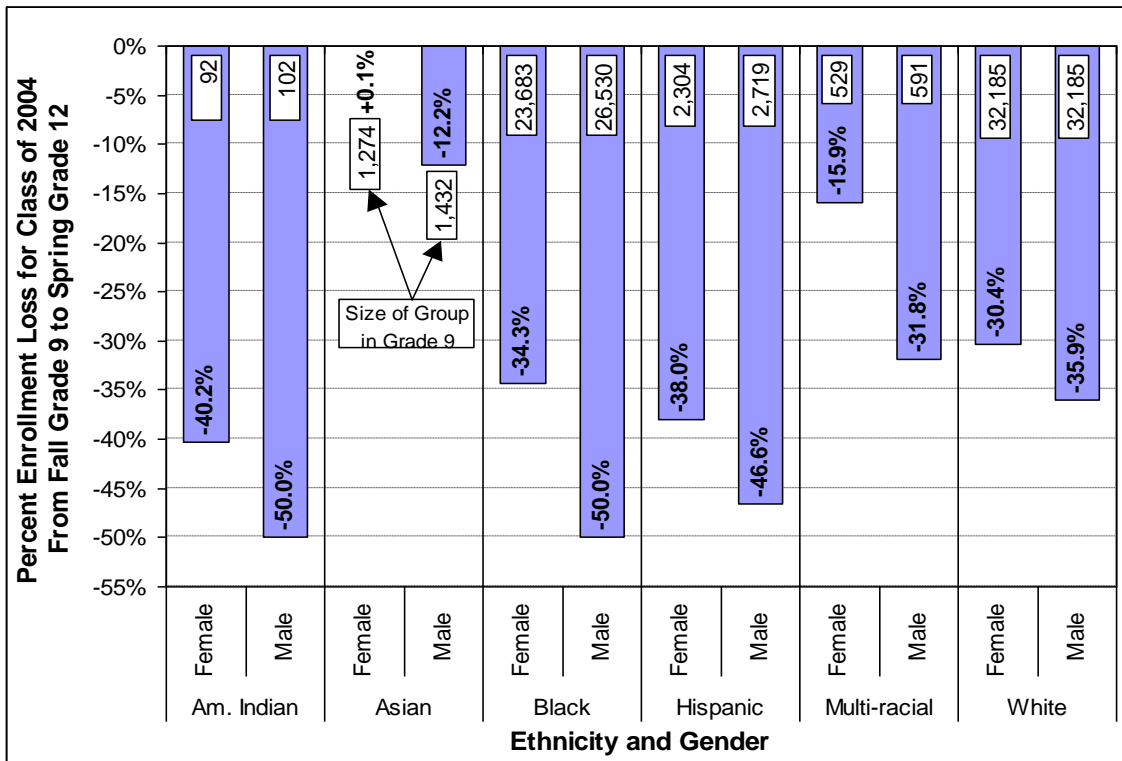 Percent Enrollment Loss for Class of 2004
From Fall Grade 9 to Spring Grade 12
0%
-5%
-10%
-15%
-20%
-25%
-30%
-35%
-40%
-45%
-50%
-55%
92
-40.2%
102
-50.0%
1,274
+0.1%
-12.2%
1,432
Size of Group
in Grade 9
23,683
-34.3%
26,530
-50.0%
2,304
-38.0%
2,719
-46.6%
529
-15.9%
591
-31.8%
32,185
-30.4%
32,185
-35.9%
Female
Male
Female
Male
Female
Male
Female
Male
Female
Male
Female
Male
Am. Indian
Asian
Black
Hispanic
Multi-racial
White
Ethnicity and Gender